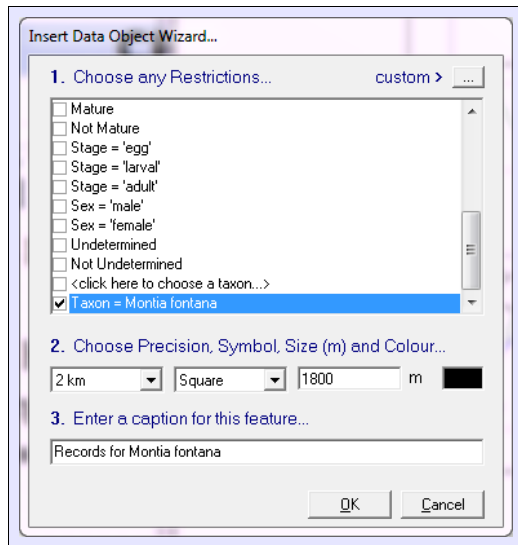 Insert Data Object Wizard...
1. Choose any Restrictions... custom > ...
Mature
Not Mature
Stage = 'egg'
Stage = 'larval'
Stage = 'adult'
Sex = 'male'
Sex = 'female'
Undetermined
Not Undetermined
<click here to choose a taxon...>
Taxon = Montia fontana
2. Choose Precision, Symbol, Size (m) and Colour...
2 km Square 1800 m
3. Enter a caption for this feature...
Records for Montia fontana
OK Cancel